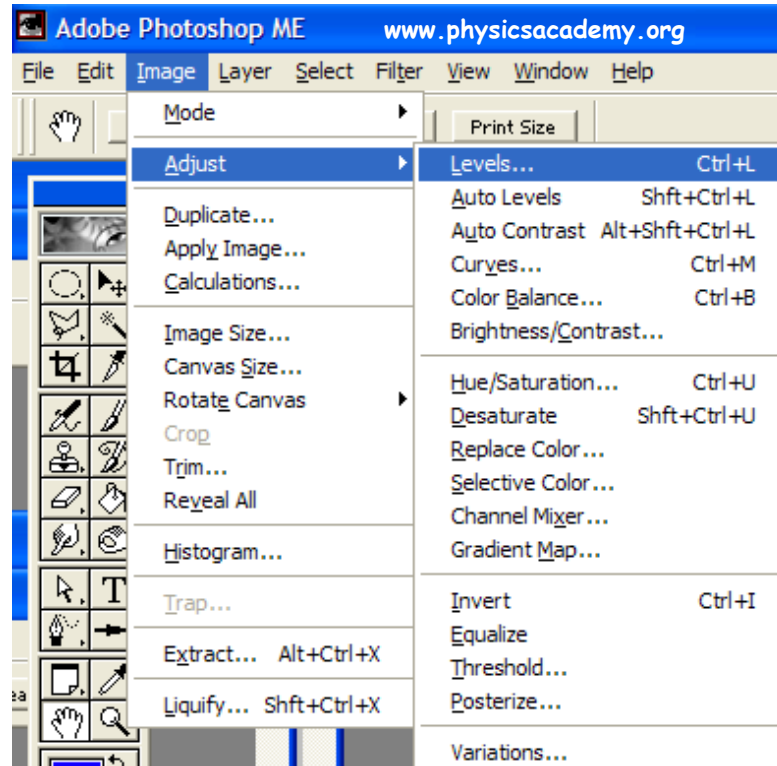 Adobe Photoshop ME www.physicsacademy.org
File Edit Image Layer Select Filter View Window Help
Print Size
Mode
Adjust
Duplicate...
Apply Image...
Calculations...
Image Size...
Canvas Size...
Rotate Canvas
Crop
Trim...
Reveal All
Histogram...
Trap...
Extract... Alt+Ctrl+X
Liquify... Shft+Ctrl+X
Levels... Ctrl+L
Auto Levels Shft+Ctrl+L
Auto Contrast Alt+Shft+Ctrl+L
Curves... Ctrl+M
Color Balance... Ctrl+B
Brightness/Contrast...
Hue/Saturation... Ctrl+U
Desaturate Shft+Ctrl+U
Replace Color...
Selective Color...
Channel Mixer...
Gradient Map...
Invert Ctrl+I
Equalize
Threshold...
Posterize...
Variations...
T